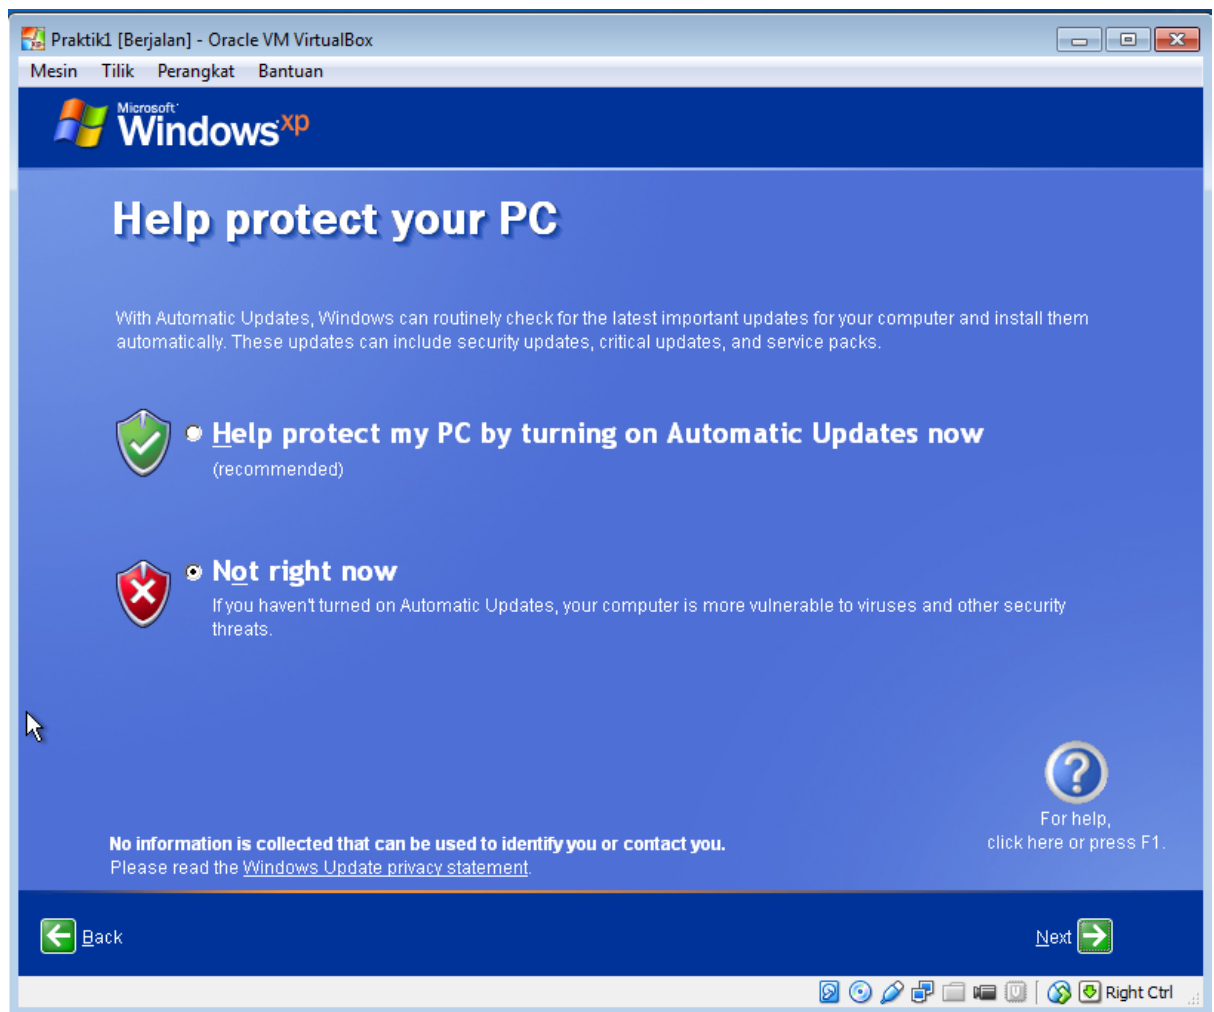 Praktik1 [Berjalan] - Oracle VM VirtualBox
Mesin Tilik Perangkat Bantuan
Microsoft
Windows xp
Help protect your PC
With Automatic Updates, Windows can routinely check for the latest important updates for your computer and install them
automatically. These updates can include security updates, critical updates, and service packs.
Help protect my PC by turning on Automatic Updates now
(recommended)
Not right now
If you haven't turned on Automatic Updates, your computer is more vulnerable to viruses and other security
threats.
For help,
click here or press F1.
No information is collected that can be used to identify you or contact you.
Please read the Windows Update privacy statement.
Back
Next
Right Ctrl